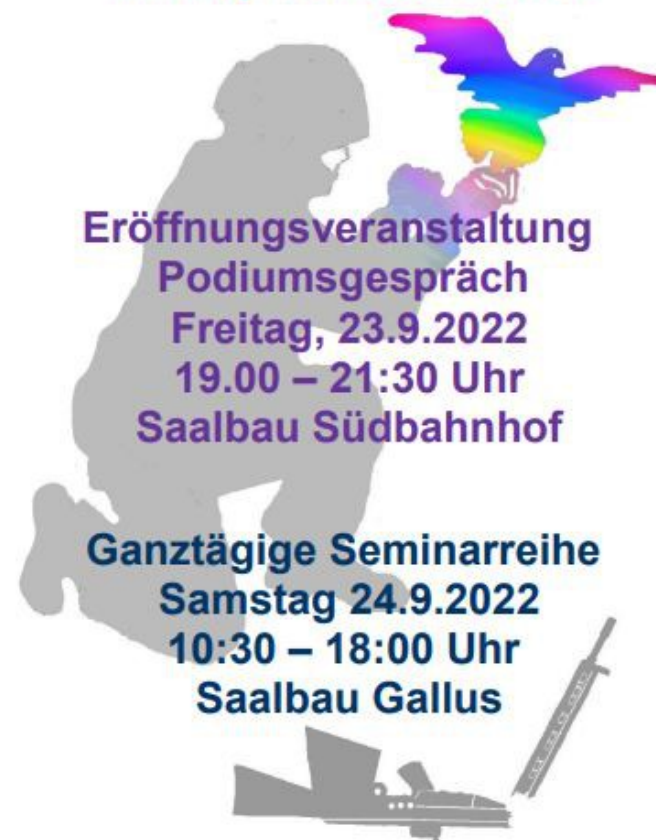 Eröffnungsveranstaltung
Podiumsgespräch
Freitag, 23.9.2022
19.00 – 21:30 Uhr
Saalbau Südbahnhof
Ganztägige Seminarreihe
Samstag 24.9.2022
10:30 – 18:00 Uhr
Saalbau Gallus